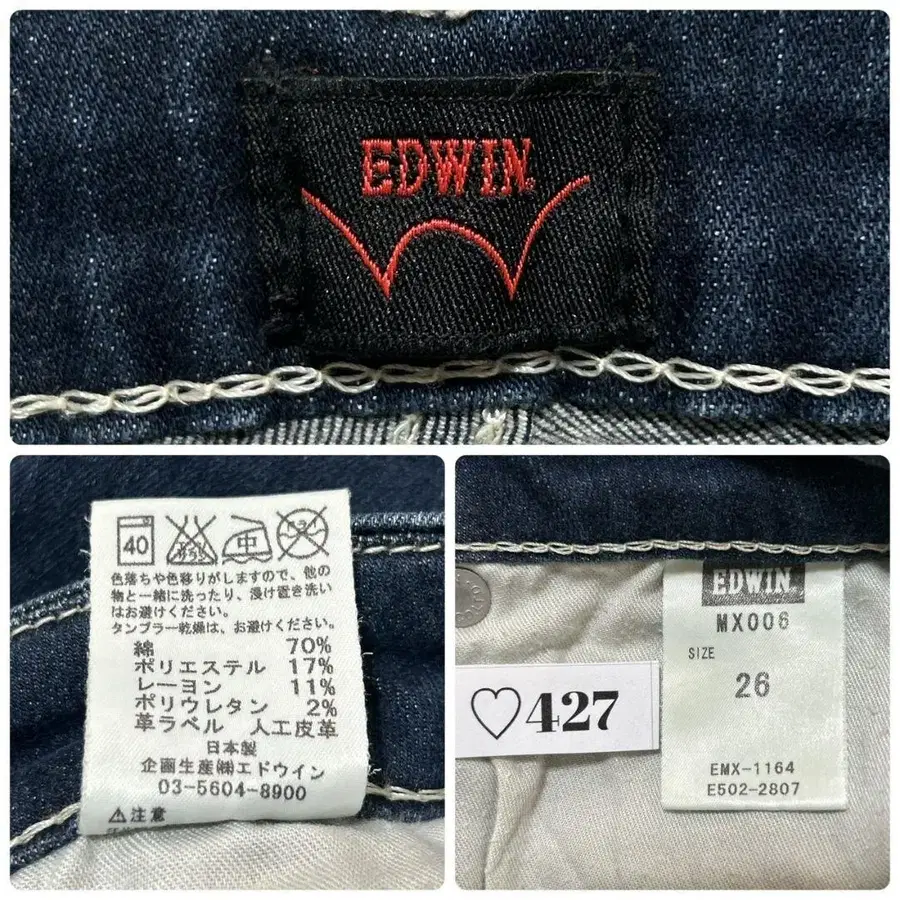 EDWIN
40
エンソ
中
色落ちや色移りがしますので、他の
物と一緒に洗ったり、浸け置き洗い
はお避けください。
タンブラー乾燥は、お避けください。
綿 70%
ポリエステル 17%
レーヨン 11%
ポリウレタン 2%
革ラベル 人工皮革
日本製
企画生産㈱エドウイン
03-5604-8900
⚠注意
EDWIN
MX006
SIZE
26
♡427
EMX-1164
E502-2807